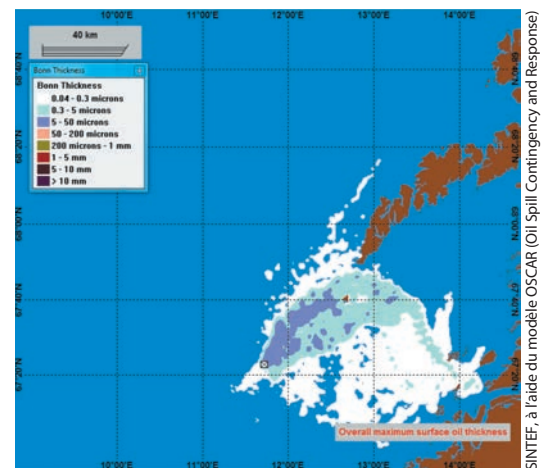 10°00'E 11°00'E 12°00'E 13°00'E 14°00'E
40 km
Bonn Thickness
Bonn Thickness
0.04 - 0.3 microns
0.3 - 5 microns
5 - 50 microns
50 - 200 microns
200 microns - 1 mm
1 - 5 mm
5 - 10 mm
> 10 mm
68°40'N 68°40'N
68°20'N 68°20'N
68°00'N 68°00'N
67°40'N 67°40'N
67°20'N 67°20'N
Overall maximum surface oil thickness
10°00'E 11°00'E 12°00'E 13°00'E 14°00'E
SINTEF, à l'aide du modèle OSCAR (Oil Spill Contingency and Response)